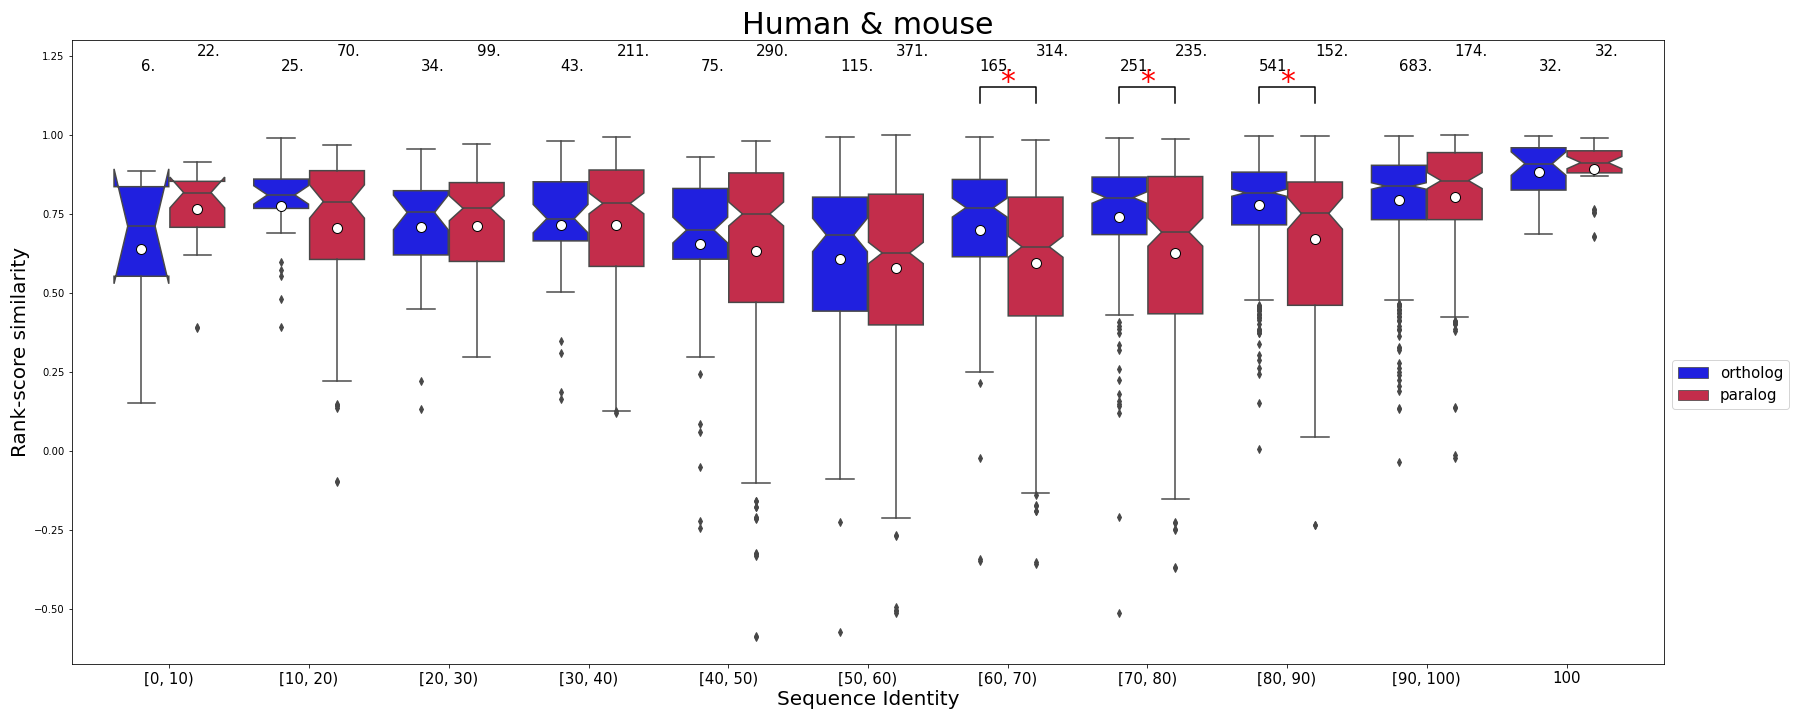 Human & mouse
22. 70. 99. 211. 290. 371. 314. 235. 152. 174. 32.
6. 25. 34. 43. 75. 115. 165. 251. 541. 683. 32.
* * *
1.25
1.00
0.75
0.50
0.25
0.00
−0.25
−0.50
Rank-score similarity
ortholog
paralog
[0, 10) [10, 20) [20, 30) [30, 40) [40, 50) [50, 60) [60, 70) [70, 80) [80, 90) [90, 100) 100
Sequence Identity